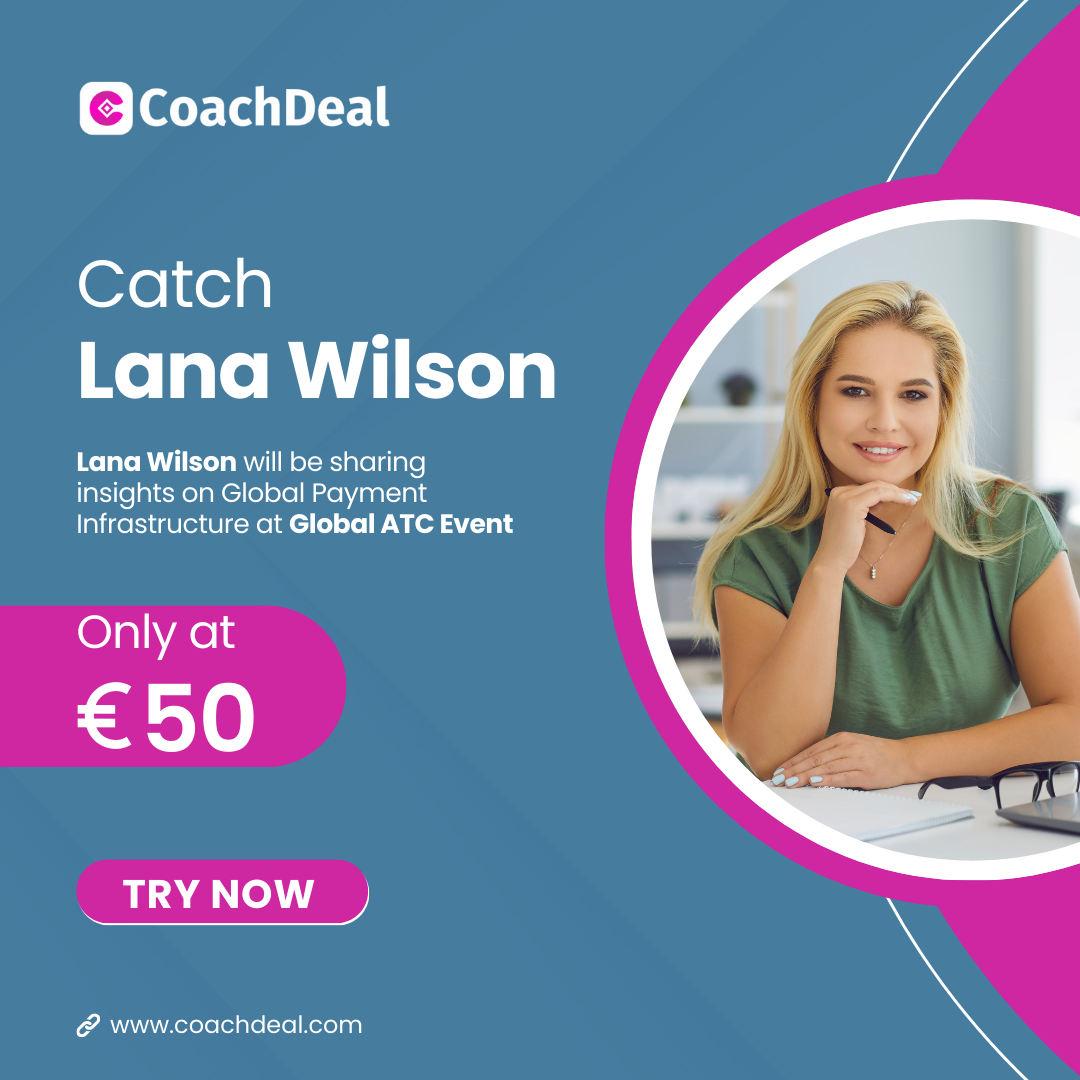 CoachDeal
Catch
Lana Wilson
Lana Wilson will be sharing
insights on Global Payment
Infrastructure at Global ATC Event
Only at
€50
TRY NOW
www.coachdeal.com